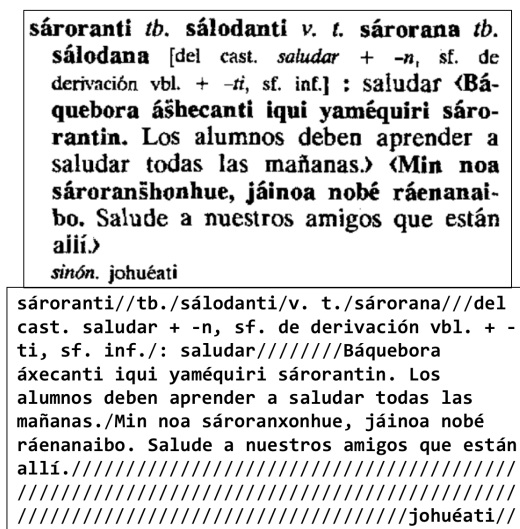 sároranti tb. sálodanti v. t. sárorana tb.
sálodana [del cast. saludar + –n, sf. de
derivación vbl. + –ti, sf. inf.] : saludar ‹Bá-
quebora ás̈hecanti iqui yaméquiri sáro-
rantin. Los alumnos deben aprender a
saludar todas las mañanas.› ‹Min noa
sárorans̈honhue, jáinoa nobé ráenanai-
bo. Salude a nuestros amigos que están
allí.›
sinón. johuéati
sároranti//tb./sálodanti/v. t./sárorana///del
cast. saludar + -n, sf. de derivación vbl. + -
ti, sf. inf./: saludar////////Báquebora
áxecanti iqui yaméquiri sárorantin. Los
alumnos deben aprender a saludar todas las
mañanas./Min noa sároranxonhue, jáinoa nobé
ráenanaibo. Salude a nuestros amigos que están
allí./////////////////////////////////////////
//////////////////////////////////////////////
////////////////////////////////////johuéati//